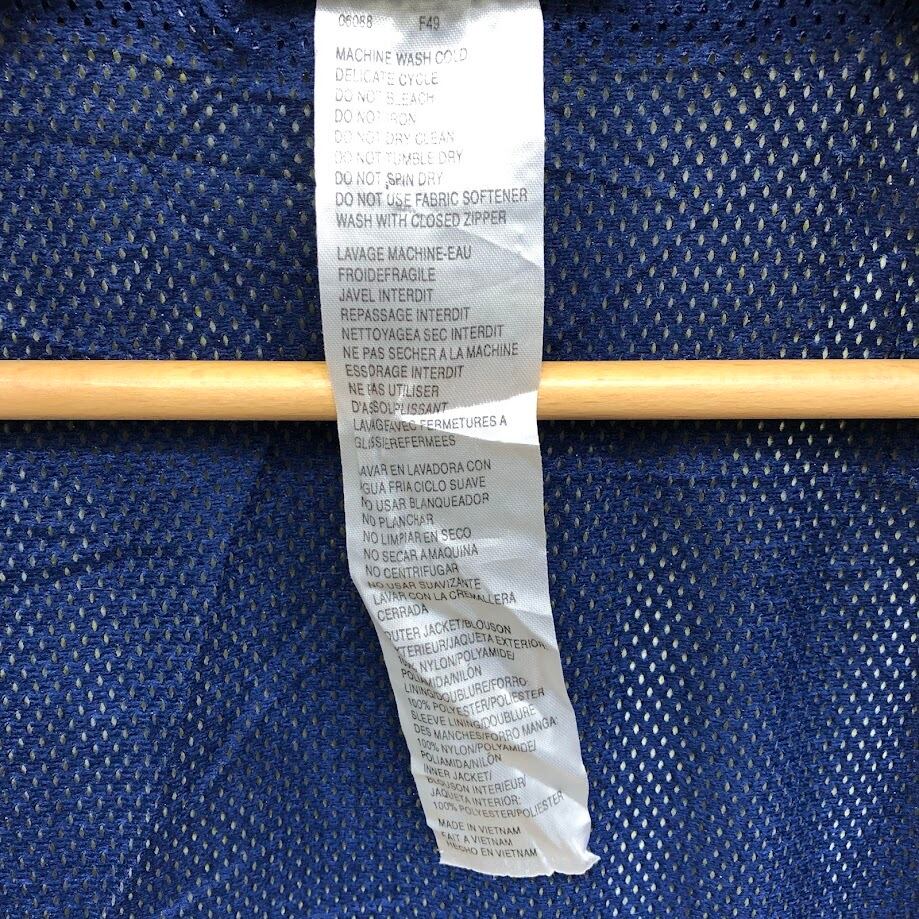 06088 F49
MACHINE WASH COLD
DELICATE CYCLE
DO NOT BLEACH
DO NOT IRON
DO NOT DRY CLEAN
DO NOT TUMBLE DRY
DO NOT SPIN DRY
DO NOT USE FABRIC SOFTENER
WASH WITH CLOSED ZIPPER
LAVAGE MACHINE-EAU
FROIDEFRAGILE
JAVEL INTERDIT
REPASSAGE INTERDIT
NETTOYAGEA SEC INTERDIT
NE PAS SECHER A LA MACHINE
ESSORAGE INTERDIT
NE PAS UTILISER
D'ASSOUPLISSANT
LAVAGEAVEC FERMETURES A
GLISSIEREFERMEES
AVAR EN LAVADORA CON
GUA FRIA CICLO SUAVE
NO USAR BLANQUEADOR
NO PLANCHAR
NO LIMPIAR EN SECO
NO SECAR AMAQUINA
NO CENTRIFUGAR
NO USAR SUAVIZANTE
LAVAR CON LA CREMALLERA
CERRADA
OUTER JACKET/BLOUSON
XTERIEUR/JAQUETA EXTERIOR
100% NYLON/POLYAMIDE/
POLIAMIDA/NILÓN
LINING/DOUBLURE/FORRO
100% POLYESTER/POLIESTER
SLEEVE LINING/DOUBLURE
DES MANCHES/FORRO MANGA:
100% NYLON/POLYAMIDE/
POLIAMIDA/NILÓN
INNER JACKET/
BLOUSON INTERIEUR/
JAQUETA INTERIOR:
100% POLYESTER/POLIESTER
MADE IN VIETNAM
FAIT A VIETNAM
HECHO EN VIETNAM